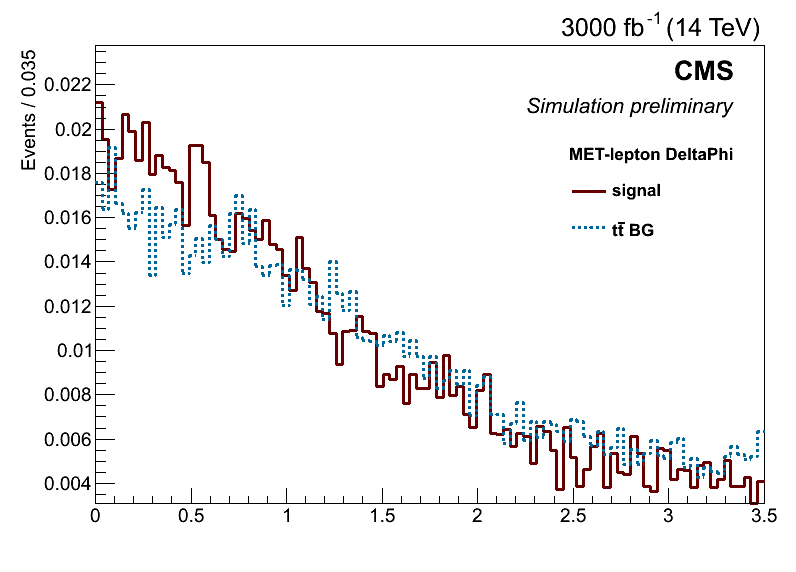 3000 fb⁻¹ (14 TeV)
CMS
Simulation preliminary
MET-lepton DeltaPhi
signal
tt̄ BG
Events / 0.035
0.022
0.02
0.018
0.016
0.014
0.012
0.01
0.008
0.006
0.004
0 0.5 1 1.5 2 2.5 3 3.5